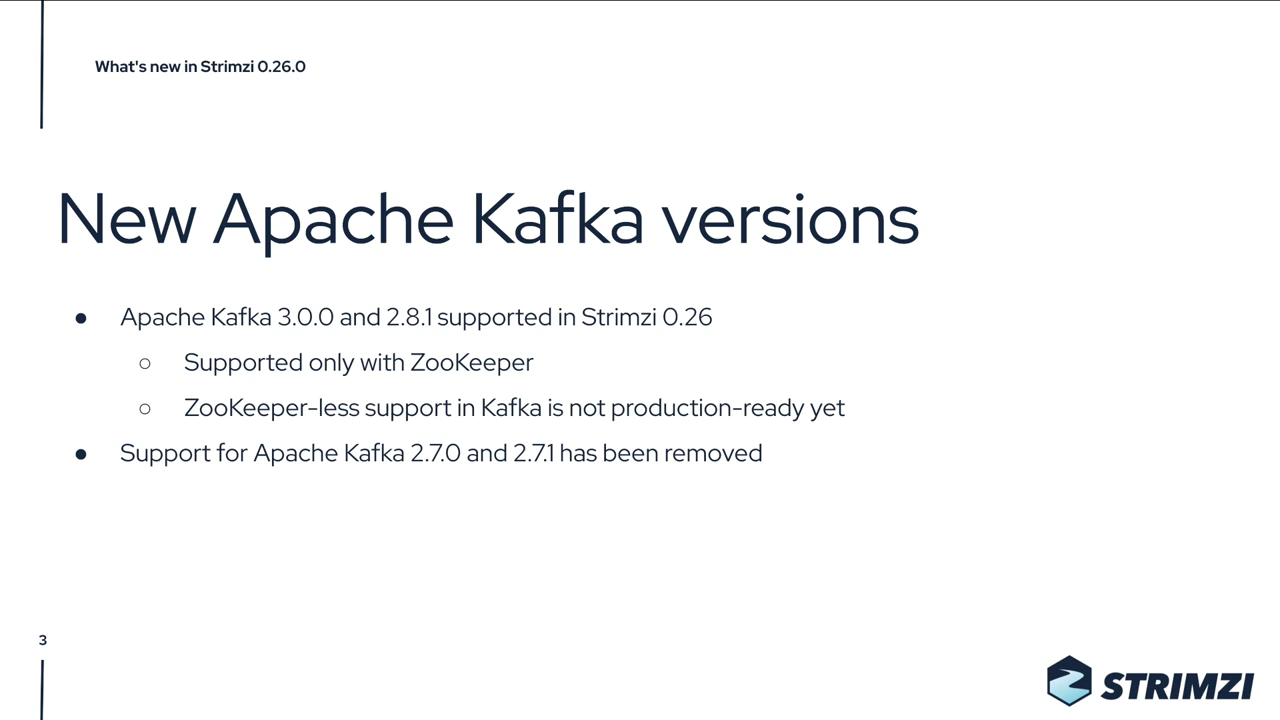 What's new in Strimzi 0.26.0
New Apache Kafka versions
● Apache Kafka 3.0.0 and 2.8.1 supported in Strimzi 0.26
○ Supported only with ZooKeeper
○ ZooKeeper-less support in Kafka is not production-ready yet
● Support for Apache Kafka 2.7.0 and 2.7.1 has been removed
3
STRIMZI